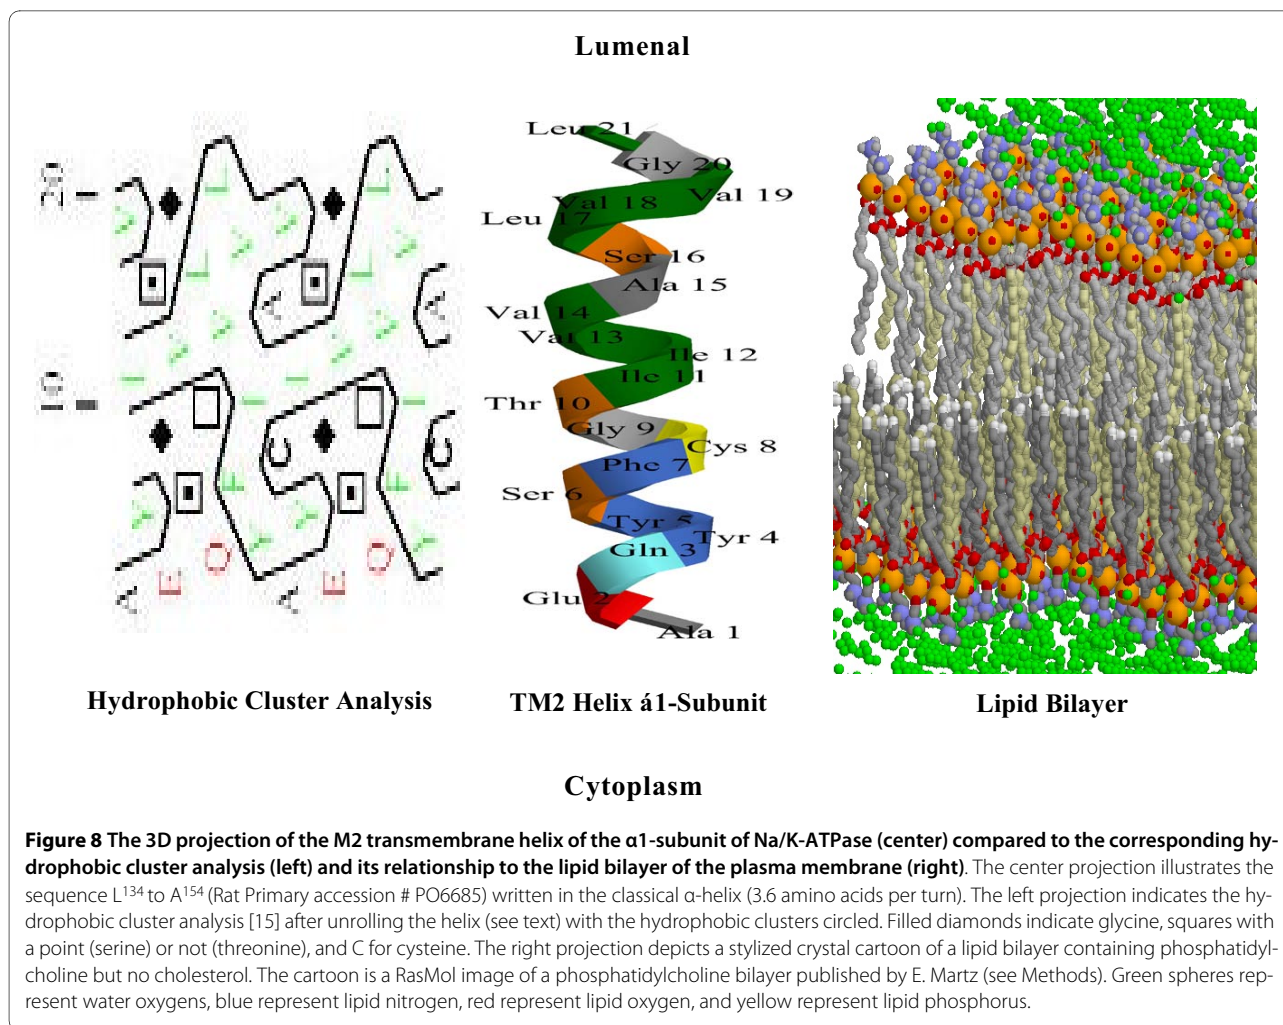 Lumenal
20
10
A
A
C
C
A
E
Q
A
E
Q
Leu 21
Gly 20
Val 19
Val 18
Leu 17
Ser 16
Ala 15
Val 14
Val 13
Ile 12
Ile 11
Thr 10
Gly 9
Cys 8
Phe 7
Ser 6
Tyr 5
Tyr 4
Gln 3
Glu 2
Ala 1
Hydrophobic Cluster Analysis
TM2 Helix á1-Subunit
Lipid Bilayer
Cytoplasm
Figure 8 The 3D projection of the M2 transmembrane helix of the α1-subunit of Na/K-ATPase (center) compared to the corresponding hy-
drophobic cluster analysis (left) and its relationship to the lipid bilayer of the plasma membrane (right). The center projection illustrates the
sequence L134 to A154 (Rat Primary accession # PO6685) written in the classical α-helix (3.6 amino acids per turn). The left projection indicates the hy-
drophobic cluster analysis [15] after unrolling the helix (see text) with the hydrophobic clusters circled. Filled diamonds indicate glycine, squares with
a point (serine) or not (threonine), and C for cysteine. The right projection depicts a stylized crystal cartoon of a lipid bilayer containing phosphatidyl-
choline but no cholesterol. The cartoon is a RasMol image of a phosphatidylcholine bilayer published by E. Martz (see Methods). Green spheres rep-
resent water oxygens, blue represent lipid nitrogen, red represent lipid oxygen, and yellow represent lipid phosphorus.